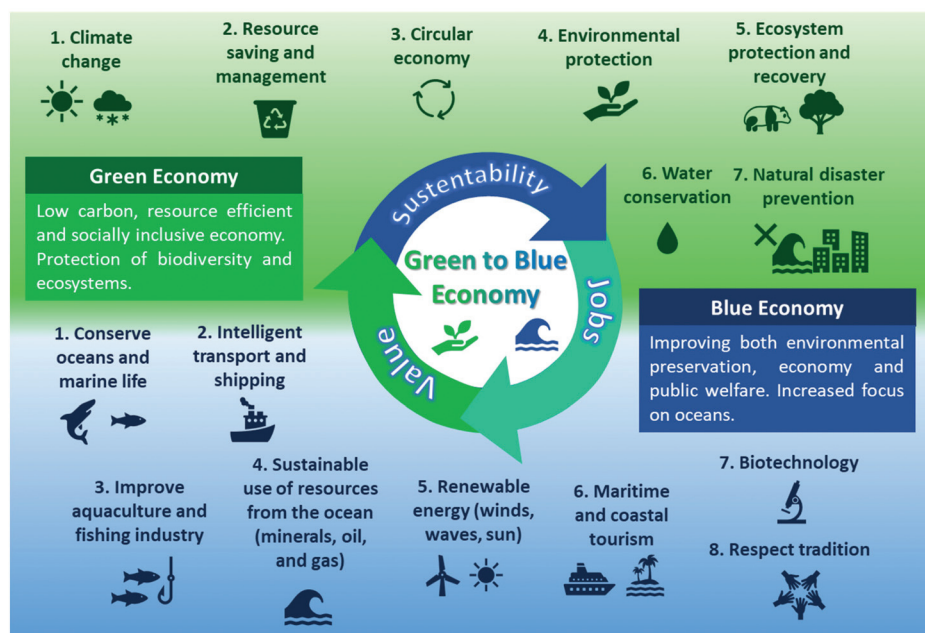 1. Climate
change
2. Resource
saving and
management
3. Circular
economy
4. Environmental
protection
5. Ecosystem
protection and
recovery
Green Economy
Low carbon, resource efficient
and socially inclusive economy.
Protection of biodiversity and
ecosystems.
Sustentability
Jobs
Value
Green to Blue
Economy
6. Water
conservation
7. Natural disaster
prevention
Blue Economy
Improving both environmental
preservation, economy and
public welfare. Increased focus
on oceans.
1. Conserve
oceans and
marine life
2. Intelligent
transport and
shipping
3. Improve
aquaculture and
fishing industry
4. Sustainable
use of resources
from the ocean
(minerals, oil,
and gas)
5. Renewable
energy (winds,
waves, sun)
6. Maritime
and coastal
tourism
7. Biotechnology
8. Respect tradition